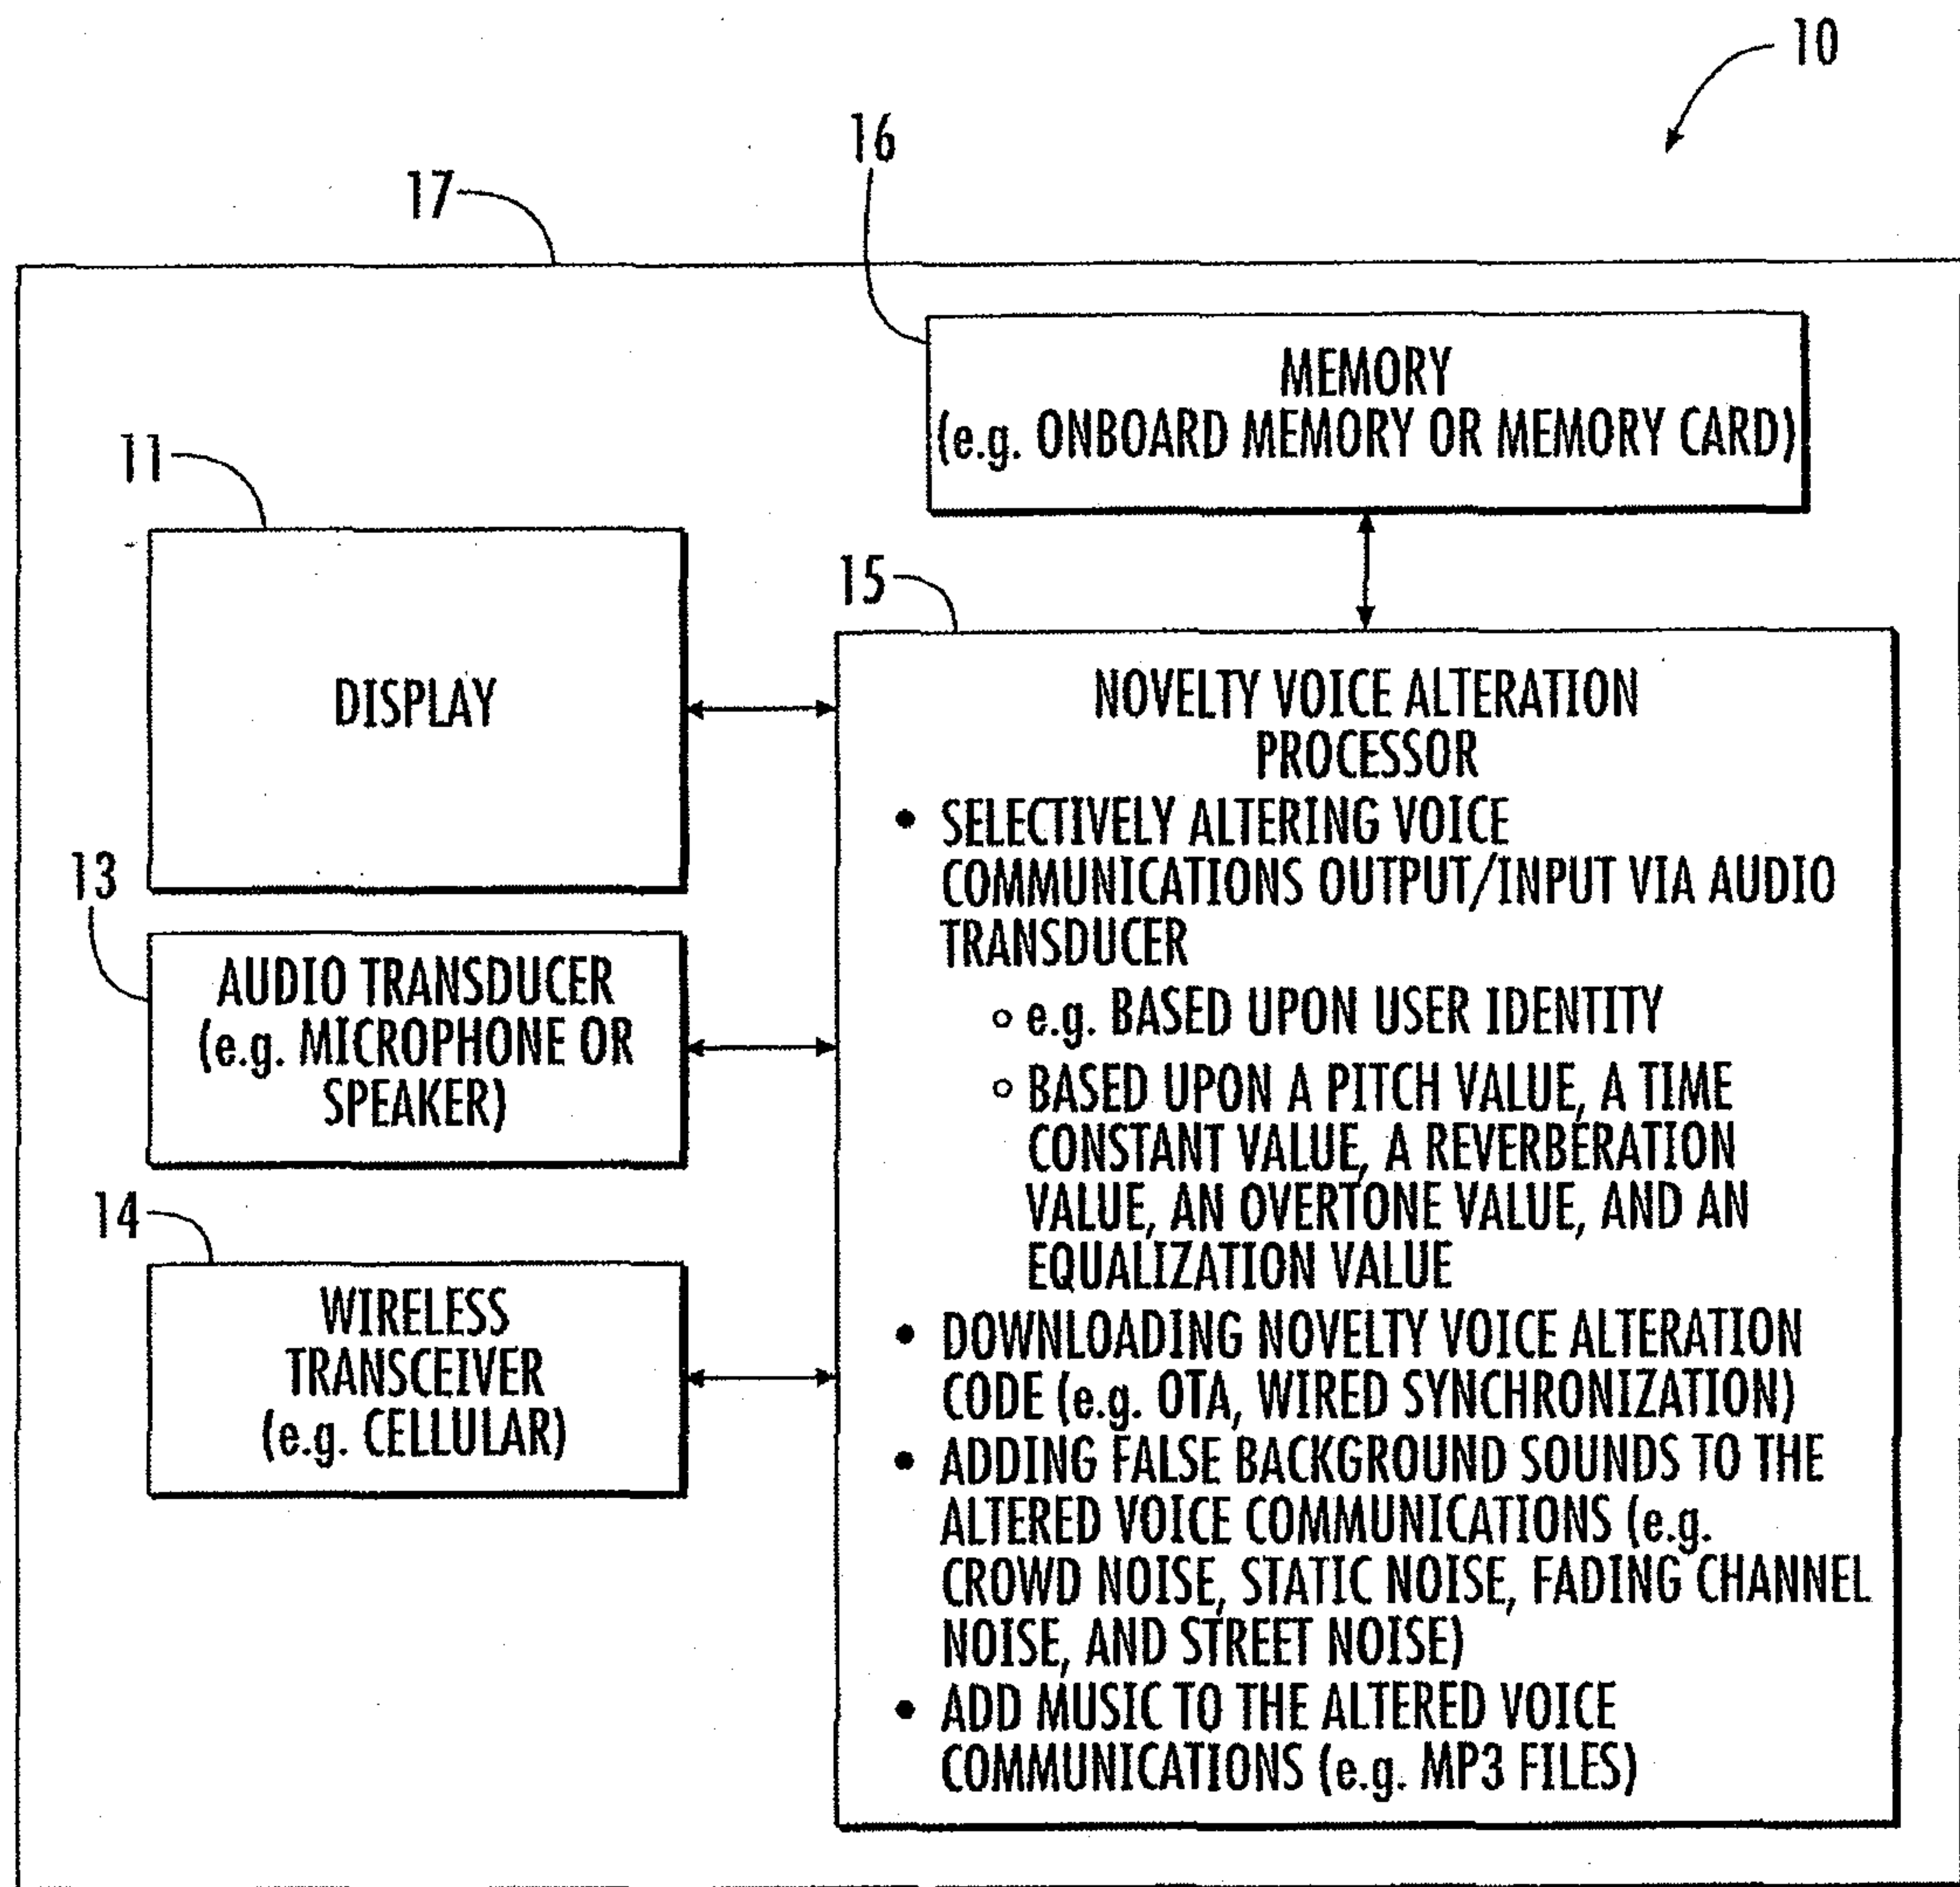 10
16
17
MEMORY
(e.g. ONBOARD MEMORY OR MEMORY CARD)
11
DISPLAY
15
NOVELTY VOICE ALTERATION
PROCESSOR
• SELECTIVELY ALTERING VOICE
COMMUNICATIONS OUTPUT/INPUT VIA AUDIO
TRANSDUCER
○ e.g. BASED UPON USER IDENTITY
○ BASED UPON A PITCH VALUE, A TIME
CONSTANT VALUE, A REVERBERATION
VALUE, AN OVERTONE VALUE, AND AN
EQUALIZATION VALUE
• DOWNLOADING NOVELTY VOICE ALTERATION
CODE (e.g. OTA, WIRED SYNCHRONIZATION)
• ADDING FALSE BACKGROUND SOUNDS TO THE
ALTERED VOICE COMMUNICATIONS (e.g.
CROWD NOISE, STATIC NOISE, FADING CHANNEL
NOISE, AND STREET NOISE)
• ADD MUSIC TO THE ALTERED VOICE
COMMUNICATIONS (e.g. MP3 FILES)
13
AUDIO TRANSDUCER
(e.g. MICROPHONE OR
SPEAKER)
14
WIRELESS
TRANSCEIVER
(e.g. CELLULAR)